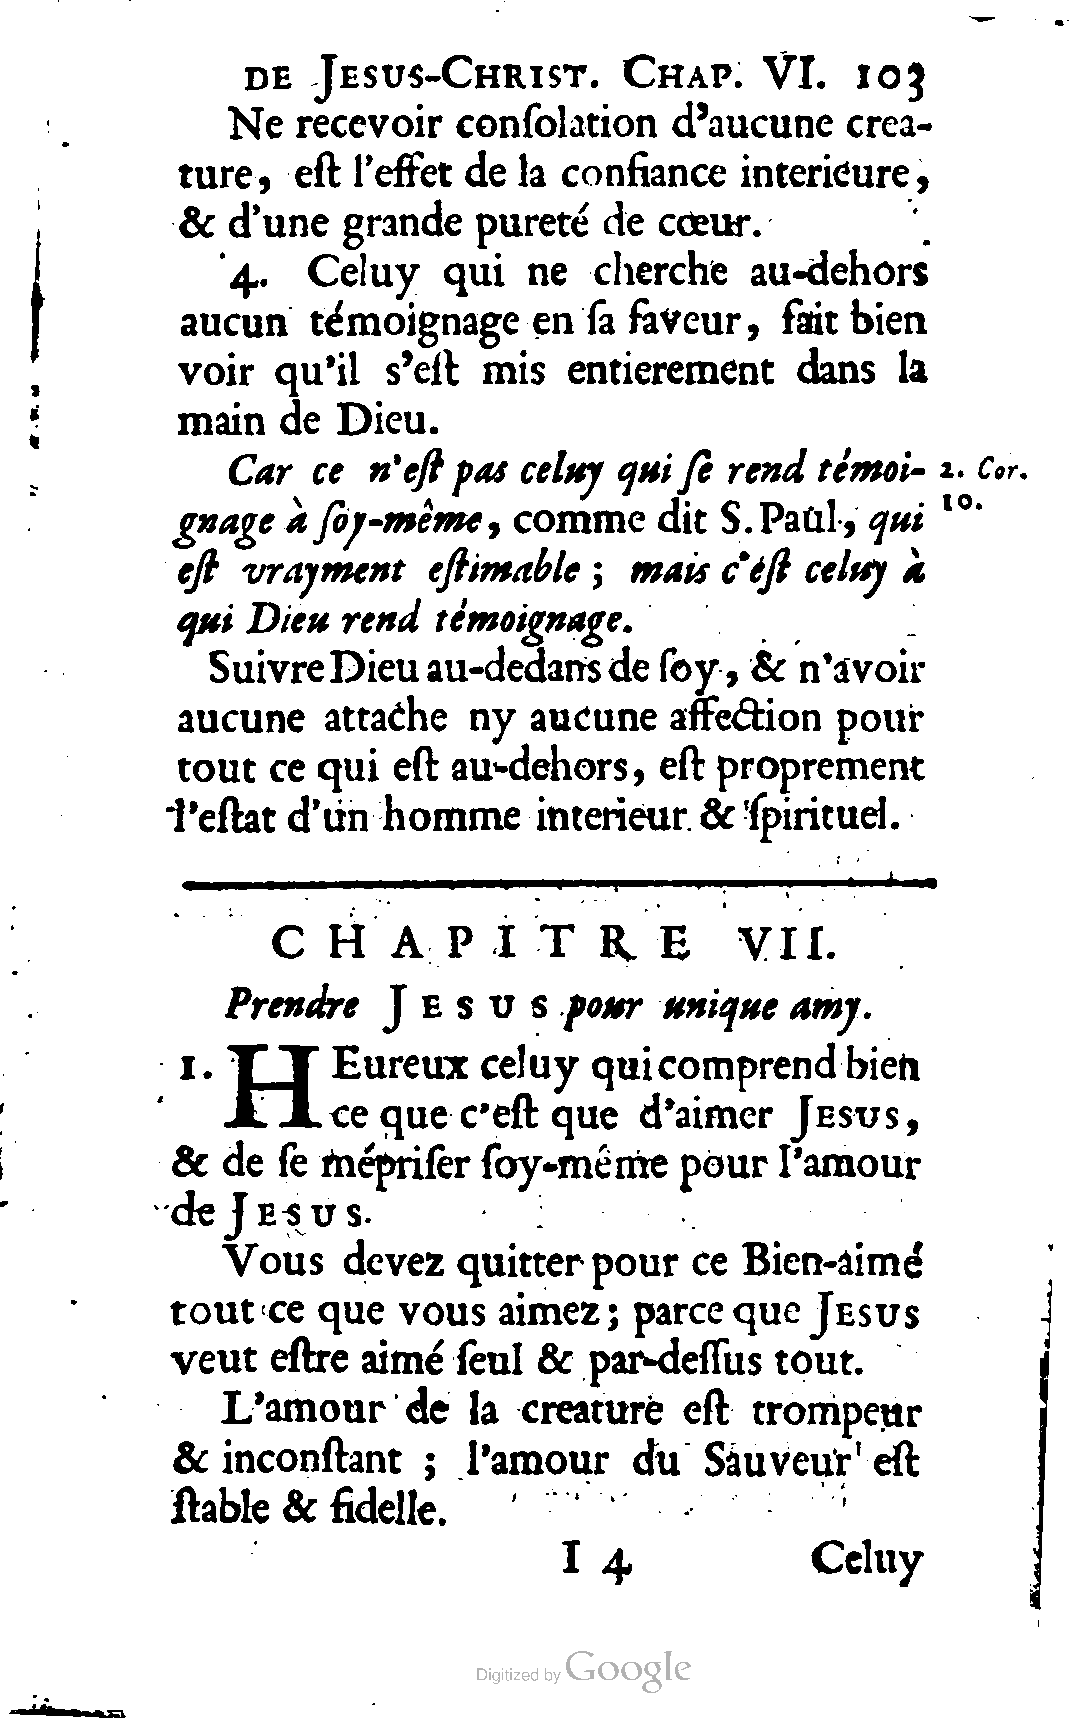 DE JESUS-CHRIST. CHAP. VI. 103
Ne recevoir conſolation d'aucune crea-
ture, eſt l'effet de la confiance interieure,
& d'une grande pureté de cœur.
4. Celuy qui ne cherche au-dehors
aucun témoignage en ſa faveur, fait bien
voir qu'il s'eſt mis entierement dans la
main de Dieu.
Car ce n'eſt pas celuy qui ſe rend témoi- 2. Cor.
gnage à ſoy-même, comme dit S. Paul, qui 10.
eſt vrayment eſtimable ; mais c'eſt celuy à
qui Dieu rend témoignage.
Suivre Dieu au-dedans de ſoy, & n'avoir
aucune attache ny aucune affection pour
tout ce qui eſt au-dehors, eſt proprement
l'eſtat d'un homme interieur & ſpirituel.
CHAPITRE VII.
Prendre JESUS pour unique amy.
1. HEureux celuy qui comprend bien
ce que c'eſt que d'aimer JESUS,
& de ſe mépriſer ſoy-même pour l'amour
de JESUS.
Vous devez quitter pour ce Bien-aimé
tout ce que vous aimez ; parce que JESUS
veut eſtre aimé ſeul & par-deſſus tout.
L'amour de la creature eſt trompeur
& inconſtant ; l'amour du Sauveur eſt
ſtable & fidelle.
I 4 Celuy
Digitized by Google